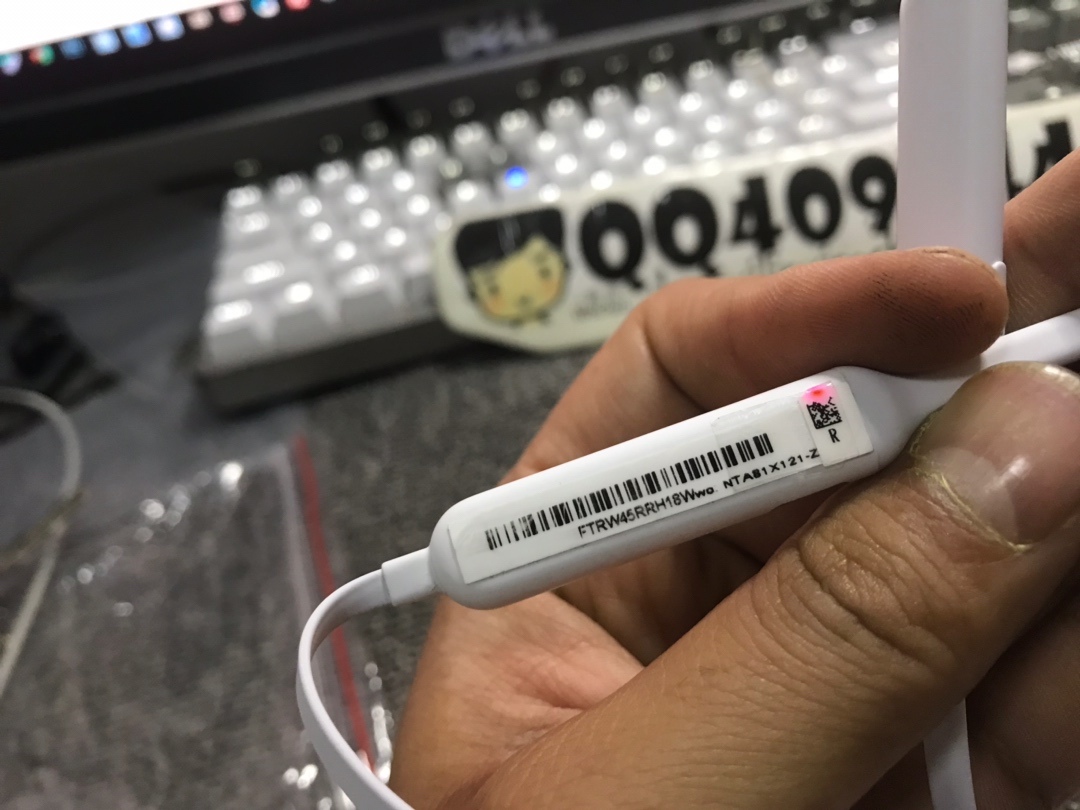 DELL
QQ409
R
FTRW45RRH18Wwo NTA81X121-Z